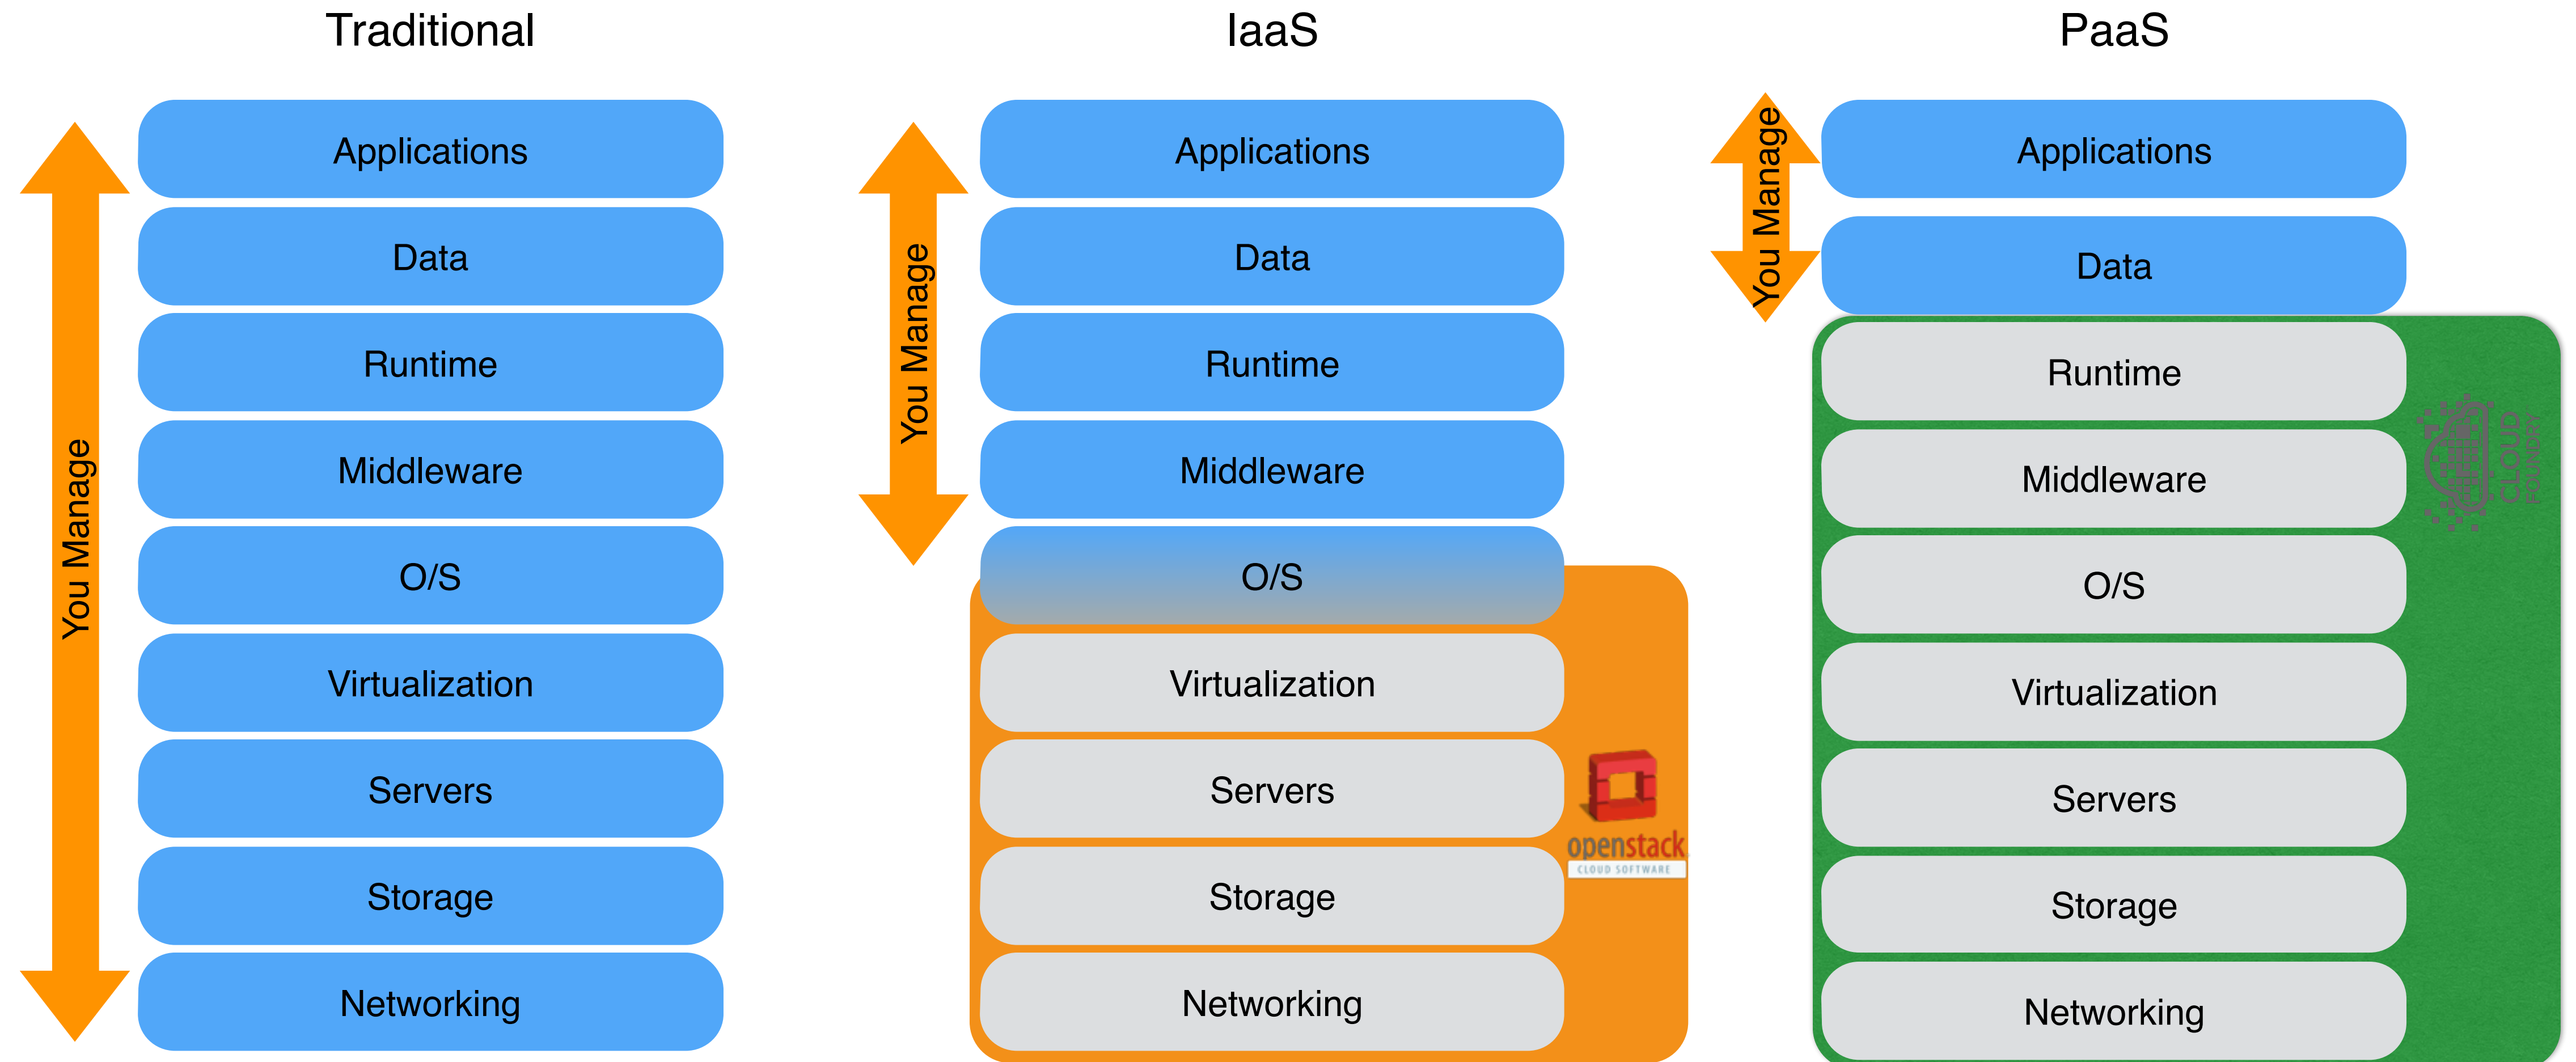 Traditional
You Manage
Applications
Data
Runtime
Middleware
O/S
Virtualization
Servers
Storage
Networking
IaaS
You Manage
Applications
Data
Runtime
Middleware
O/S
Virtualization
Servers
Storage
Networking
openstack
CLOUD SOFTWARE
PaaS
You Manage
Applications
Data
Runtime
Middleware
O/S
Virtualization
Servers
Storage
Networking
CLOUD
FOUNDRY